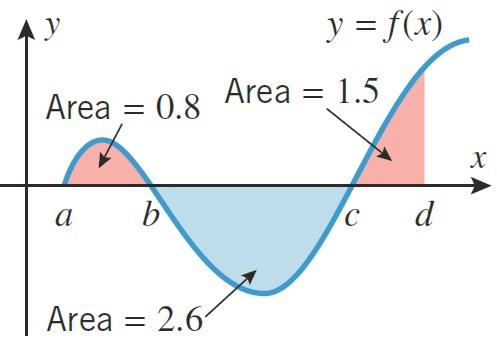 y
y = f(x)
Area = 0.8
Area = 1.5
x
a
b
c
d
Area = 2.6